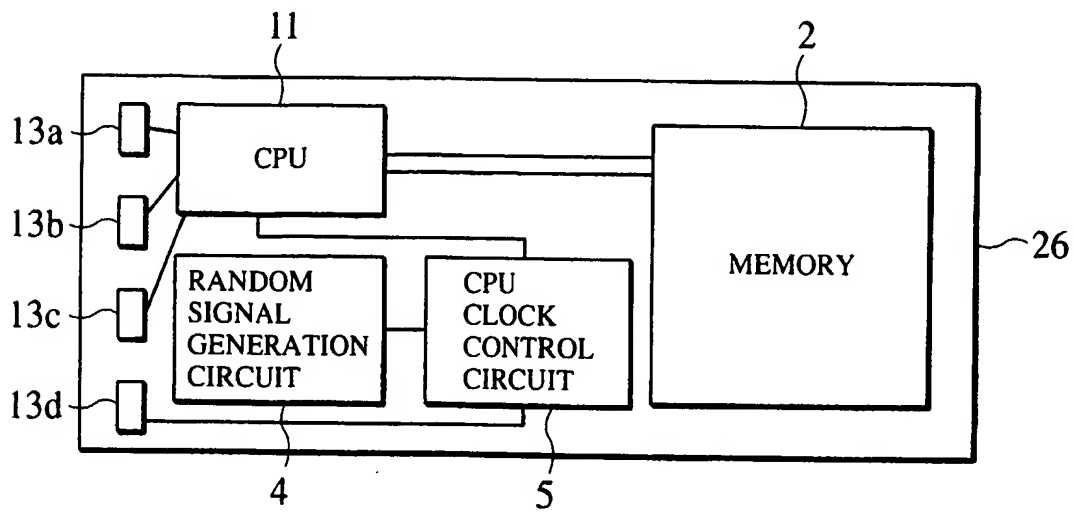 11
2
13a
CPU
13b
MEMORY
26
RANDOM
SIGNAL
GENERATION
CIRCUIT
CPU
CLOCK
CONTROL
CIRCUIT
13c
13d
4
5